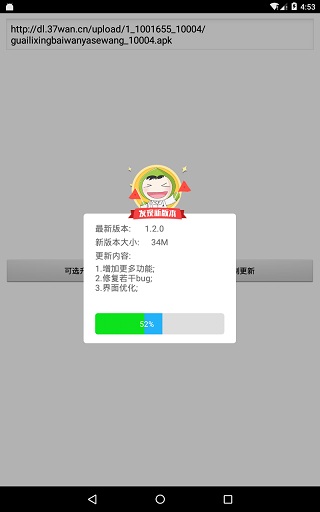 4:53
http://dl.37wan.cn/upload/1_1001655_10004/
guailixingbaiwanyasewang_10004.apk
发现新版本
最新版本: 1.2.0
新版本大小: 34M
更新内容:
1.增加更多功能;
2.修复若干bug;
3.界面优化;
可选
制更新
52%